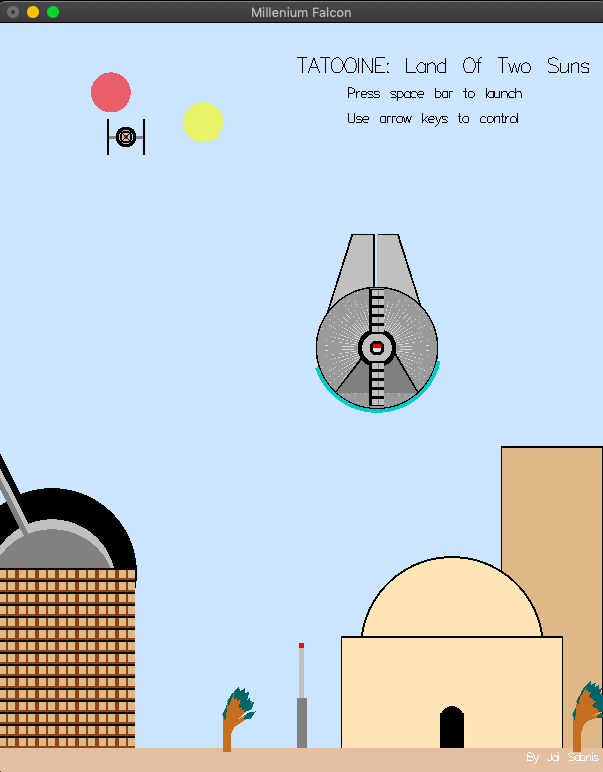 Millenium Falcon
TATOOINE: Land Of Two Suns
Press space bar to launch
Use arrow keys to control
By Jai Sabnis